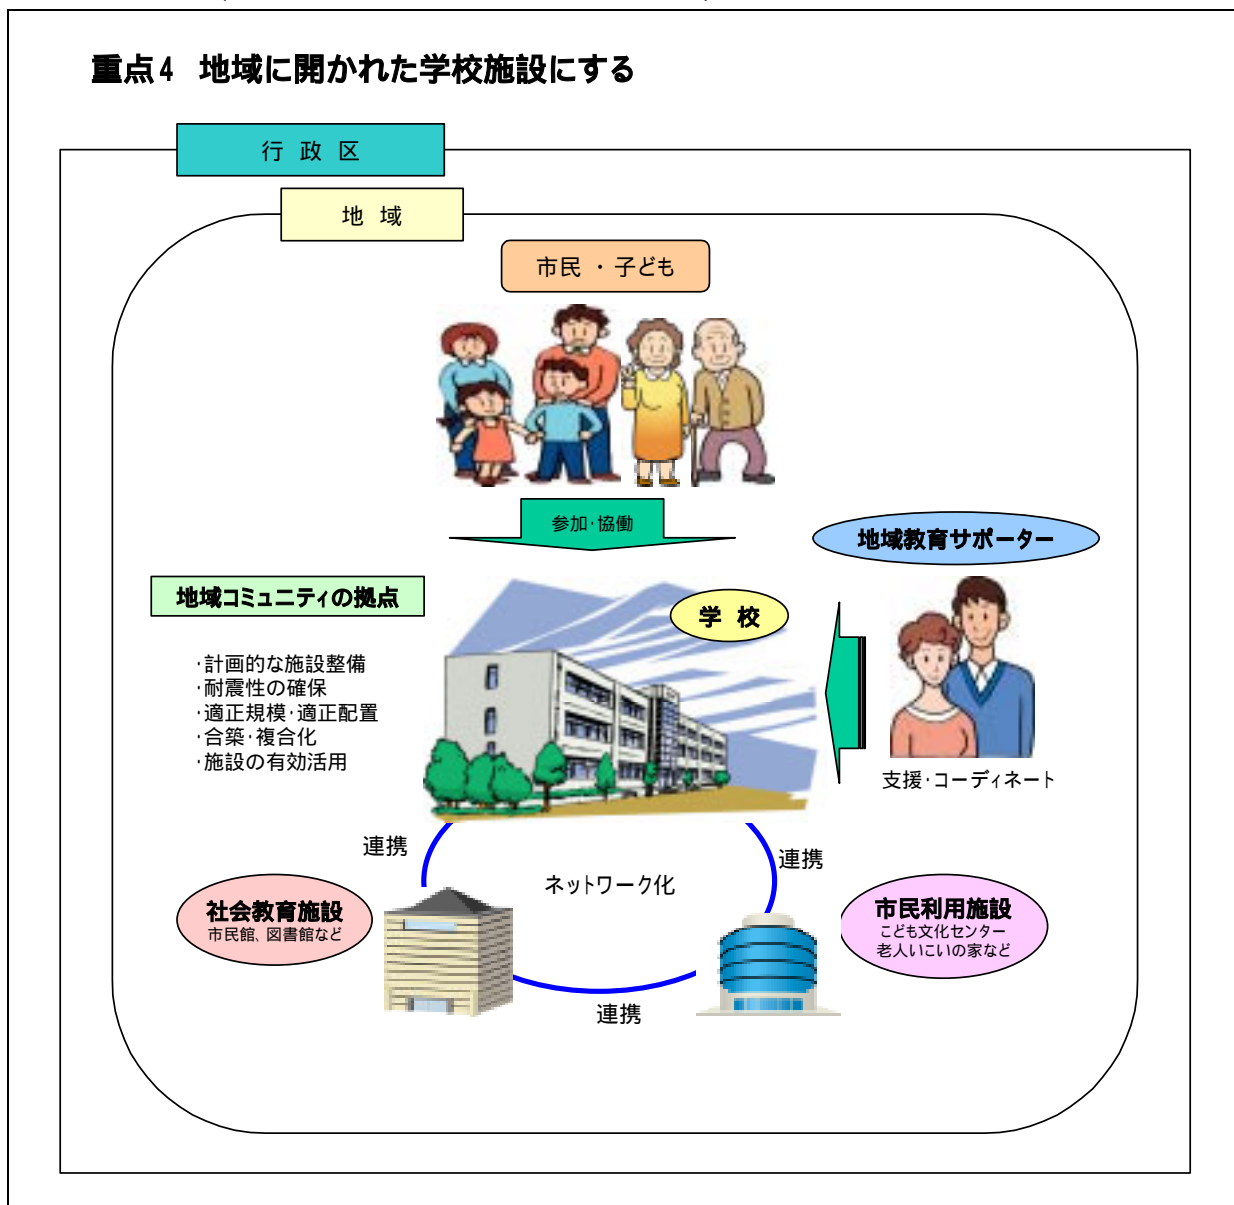 重点4 地域に開かれた学校施設にする
行 政 区
地 域
市民 ・ 子ども
参加・協働
地域教育サポーター
地域コミュニティの拠点
学 校
・計画的な施設整備
・耐震性の確保
・適正規模・適正配置
・合築・複合化
・施設の有効活用
支援・コーディネート
連携
連携
ネットワーク化
社会教育施設
市民館、図書館など
市民利用施設
こども文化センター
老人いこいの家など
連携